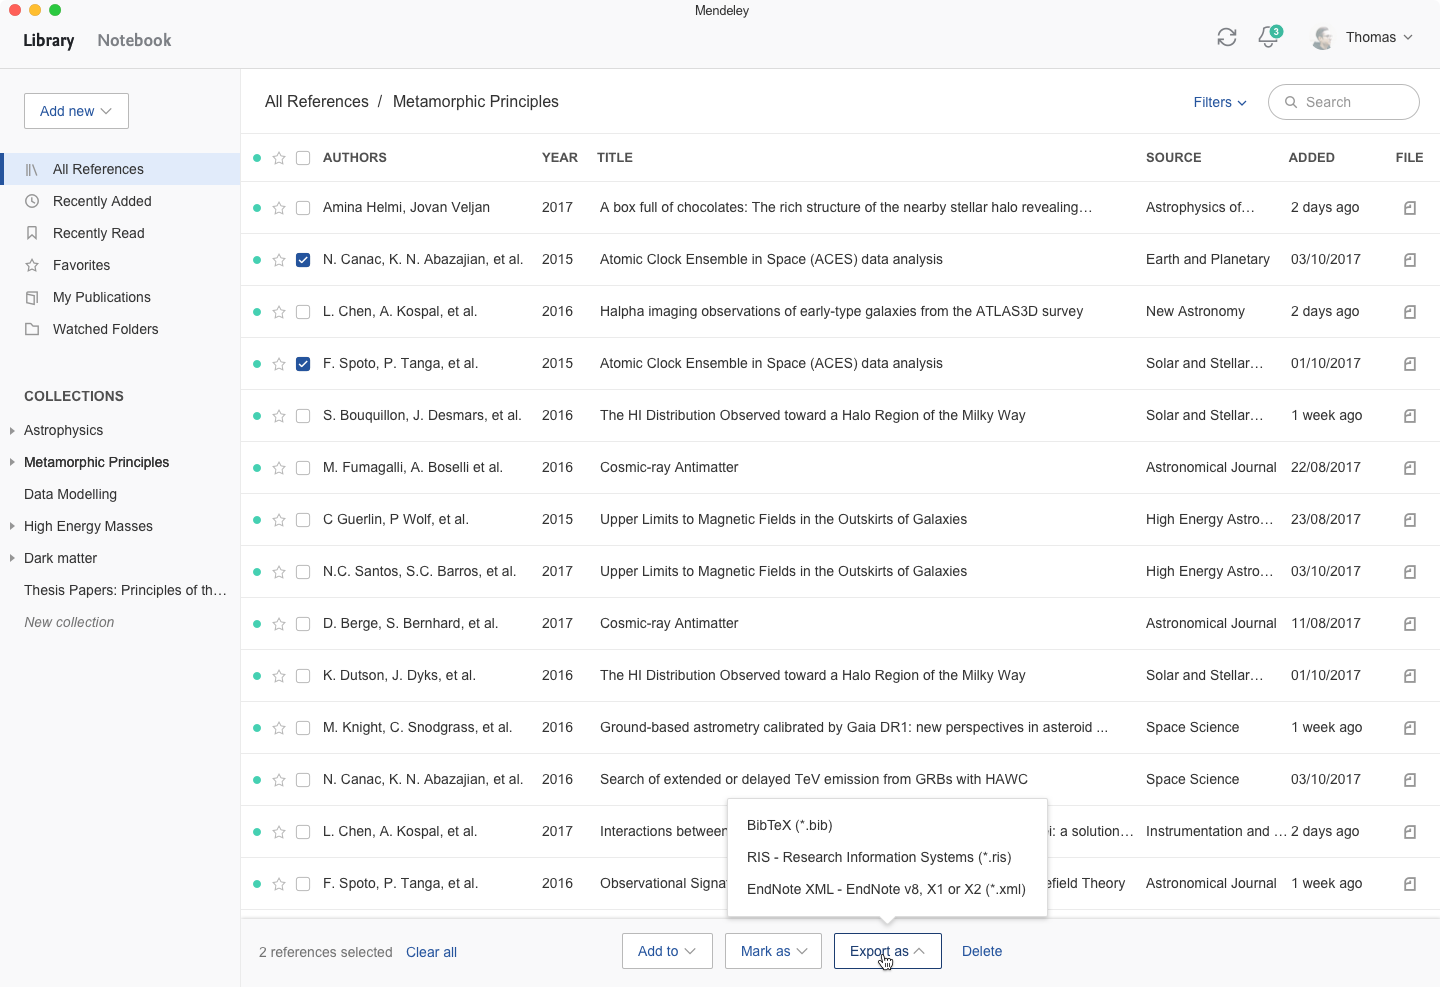 Mendeley
Library Notebook
3 Thomas
Add new
All References / Metamorphic Principles
Filters
Search
All References
Recently Added
Recently Read
Favorites
My Publications
Watched Folders
COLLECTIONS
Astrophysics
Metamorphic Principles
Data Modelling
High Energy Masses
Dark matter
Thesis Papers: Principles of th...
New collection
AUTHORS YEAR TITLE SOURCE ADDED FILE
Amina Helmi, Jovan Veljan 2017 A box full of chocolates: The rich structure of the nearby stellar halo revealing... Astrophysics of... 2 days ago
N. Canac, K. N. Abazajian, et al. 2015 Atomic Clock Ensemble in Space (ACES) data analysis Earth and Planetary 03/10/2017
L. Chen, A. Kospal, et al. 2016 Halpha imaging observations of early-type galaxies from the ATLAS3D survey New Astronomy 2 days ago
F. Spoto, P. Tanga, et al. 2015 Atomic Clock Ensemble in Space (ACES) data analysis Solar and Stellar... 01/10/2017
S. Bouquillon, J. Desmars, et al. 2016 The HI Distribution Observed toward a Halo Region of the Milky Way Solar and Stellar... 1 week ago
M. Fumagalli, A. Boselli et al. 2016 Cosmic-ray Antimatter Astronomical Journal 22/08/2017
C Guerlin, P Wolf, et al. 2015 Upper Limits to Magnetic Fields in the Outskirts of Galaxies High Energy Astro... 23/08/2017
N.C. Santos, S.C. Barros, et al. 2017 Upper Limits to Magnetic Fields in the Outskirts of Galaxies High Energy Astro... 03/10/2017
D. Berge, S. Bernhard, et al. 2017 Cosmic-ray Antimatter Astronomical Journal 11/08/2017
K. Dutson, J. Dyks, et al. 2016 The HI Distribution Observed toward a Halo Region of the Milky Way Solar and Stellar... 01/10/2017
M. Knight, C. Snodgrass, et al. 2016 Ground-based astrometry calibrated by Gaia DR1: new perspectives in asteroid ... Space Science 1 week ago
N. Canac, K. N. Abazajian, et al. 2016 Search of extended or delayed TeV emission from GRBs with HAWC Space Science 03/10/2017
L. Chen, A. Kospal, et al. 2017 Interactions between i: a solution... Instrumentation and ... 2 days ago
F. Spoto, P. Tanga, et al. 2016 Observational Signa efield Theory Astronomical Journal 1 week ago
BibTeX (*.bib)
RIS - Research Information Systems (*.ris)
EndNote XML - EndNote v8, X1 or X2 (*.xml)
2 references selected Clear all Add to Mark as Export as Delete